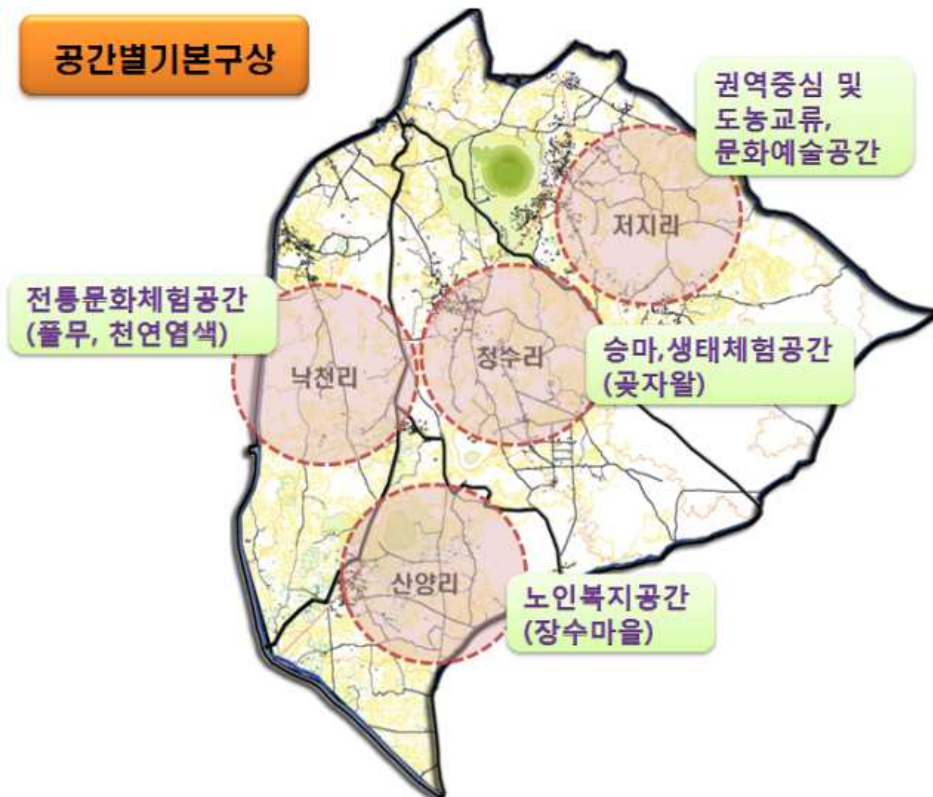 공간별기본구상
권역중심 및
도농교류,
문화예술공간
저지리
전통문화체험공간
(풀무, 천연염색)
낙천리
청수리
승마,생태체험공간
(곶자왈)
산양리
노인복지공간
(장수마을)